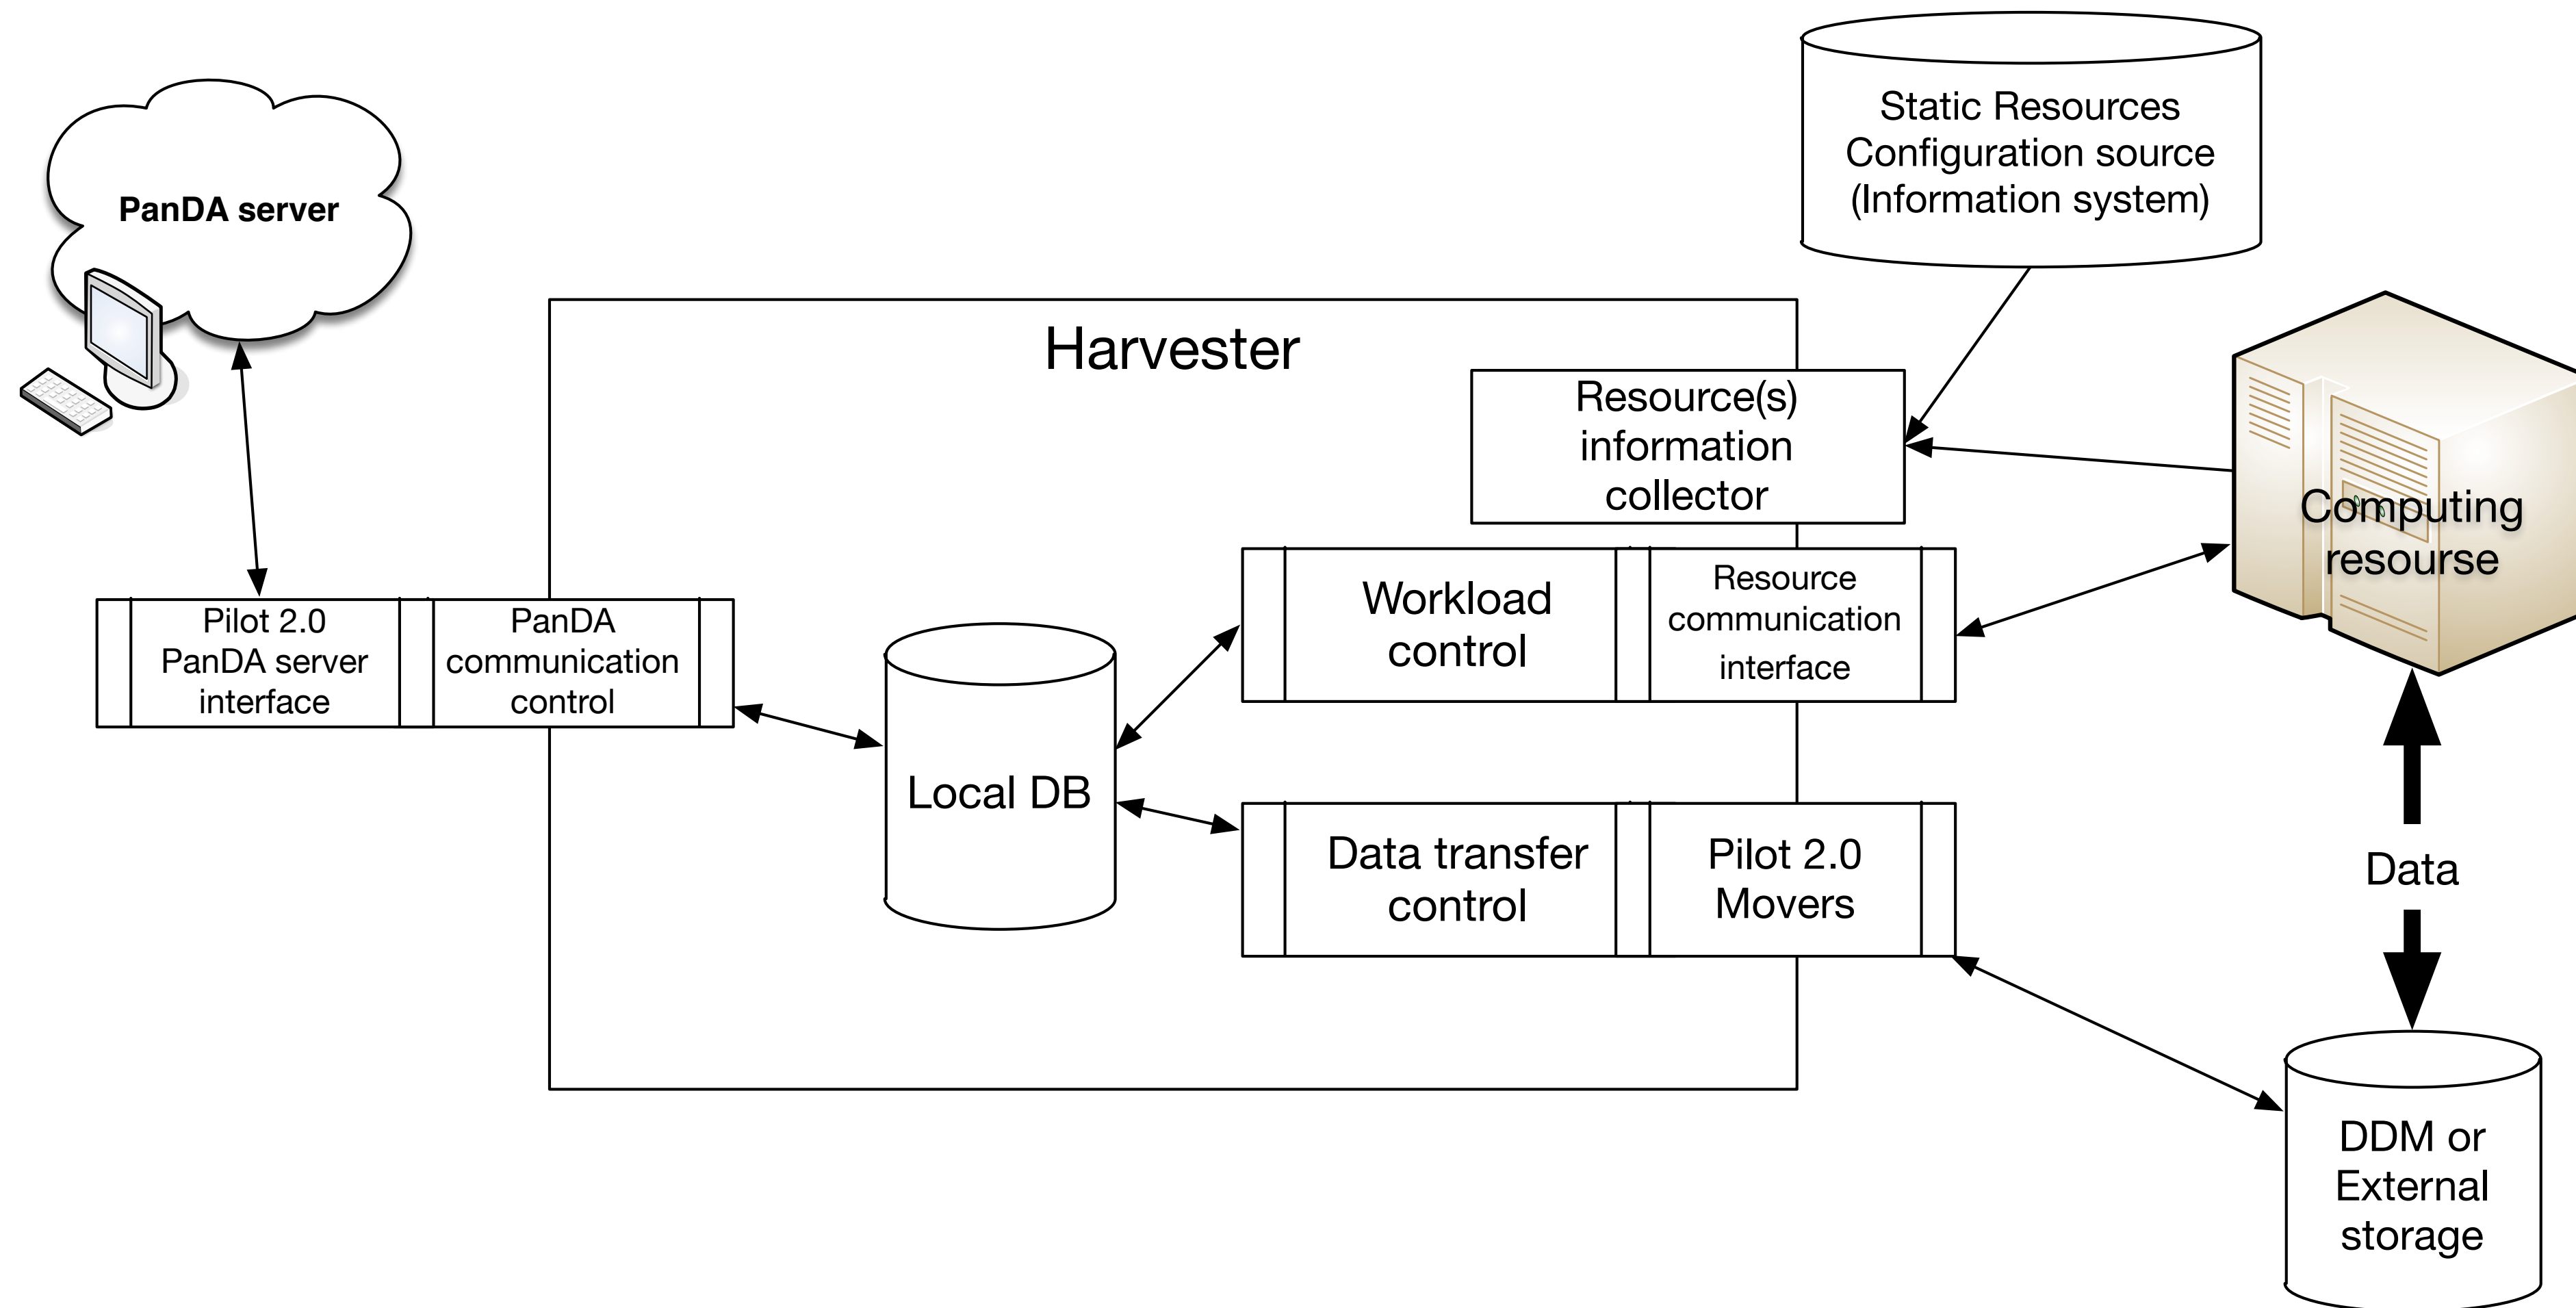 PanDA server
Static Resources
Configuration source
(Information system)
Harvester
Resource(s)
information
collector
Computing
resourse
Pilot 2.0
PanDA server
interface
PanDA
communication
control
Local DB
Workload
control
Resource
communication
interface
Data transfer
control
Pilot 2.0
Movers
Data
DDM or
External
storage